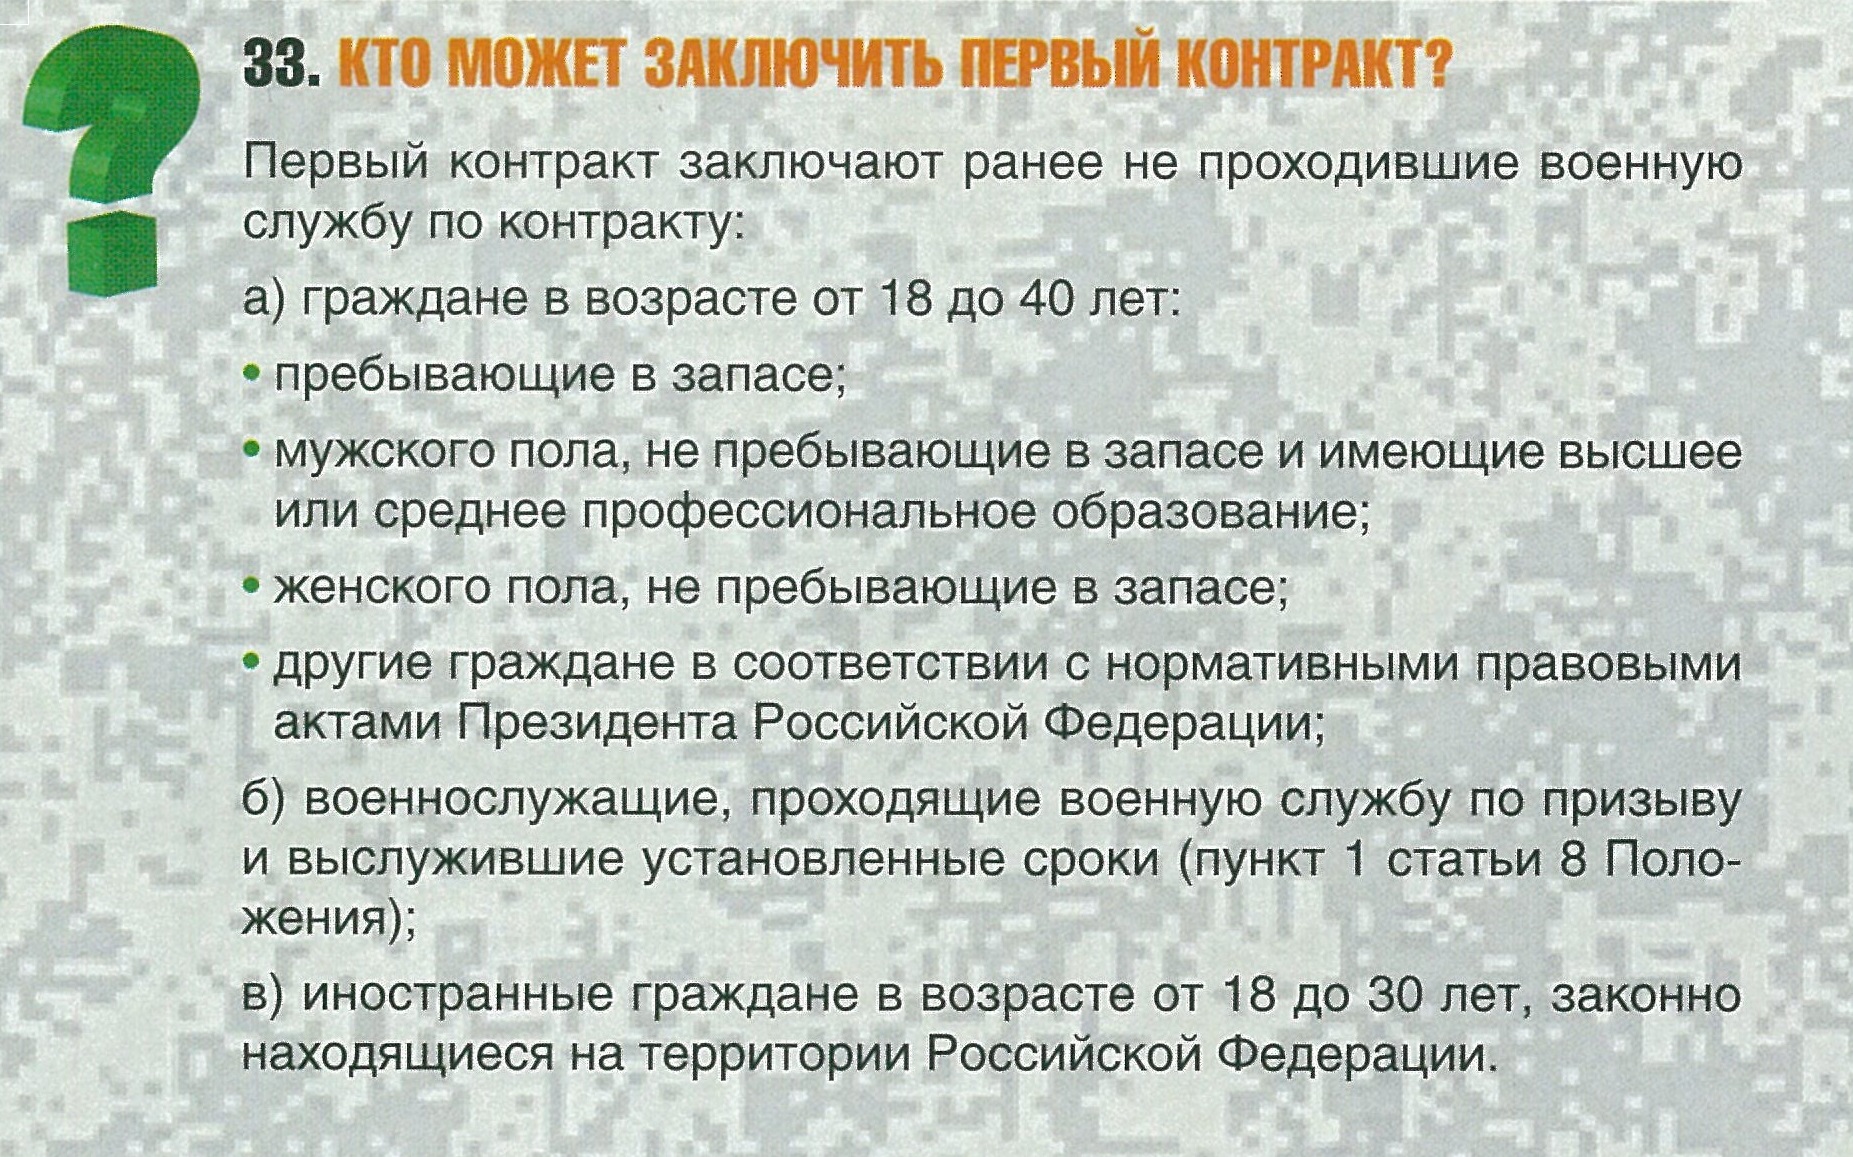 33. КТО МОЖЕТ ЗАКЛЮЧИТЬ ПЕРВЫЙ КОНТРАКТ?
Первый контракт заключают ранее не проходившие военную
службу по контракту:
а) граждане в возрасте от 18 до 40 лет:
• пребывающие в запасе;
• мужского пола, не пребывающие в запасе и имеющие высшее
или среднее профессиональное образование;
• женского пола, не пребывающие в запасе;
• другие граждане в соответствии с нормативными правовыми
актами Президента Российской Федерации;
б) военнослужащие, проходящие военную службу по призыву
и выслужившие установленные сроки (пункт 1 статьи 8 Поло-
жения);
в) иностранные граждане в возрасте от 18 до 30 лет, законно
находящиеся на территории Российской Федерации.